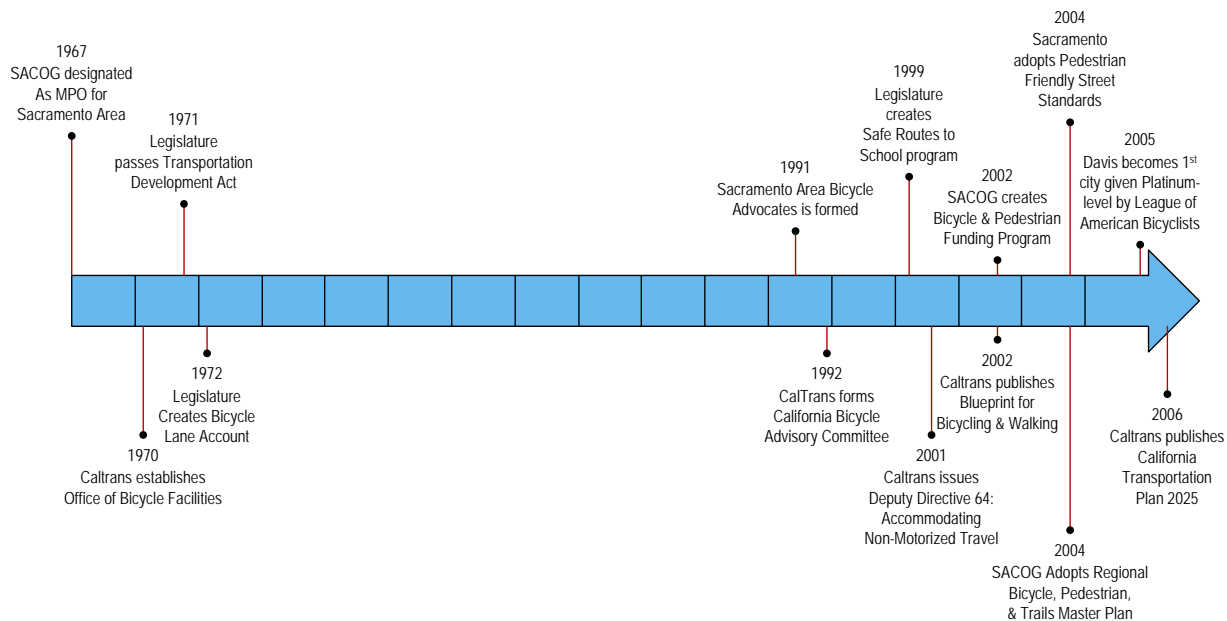 1967
SACOG designated
As MPO for
Sacramento Area
1971
Legislature
passes Transportation
Development Act
1991
Sacramento Area Bicycle
Advocates is formed
1999
Legislature
creates
Safe Routes to
School program
2002
SACOG creates
Bicycle & Pedestrian
Funding Program
2004
Sacramento
adopts Pedestrian
Friendly Street
Standards
2005
Davis becomes 1st
city given Platinum-
level by League of
American Bicyclists
1970
Caltrans establishes
Office of Bicycle Facilities
1972
Legislature
Creates Bicycle
Lane Account
1992
CalTrans forms
California Bicycle
Advisory Committee
2001
Caltrans issues
Deputy Directive 64:
Accommodating
Non-Motorized Travel
2002
Caltrans publishes
Blueprint for
Bicycling & Walking
2004
SACOG Adopts Regional
Bicycle, Pedestrian,
& Trails Master Plan
2006
Caltrans publishes
California
Transportation
Plan 2025